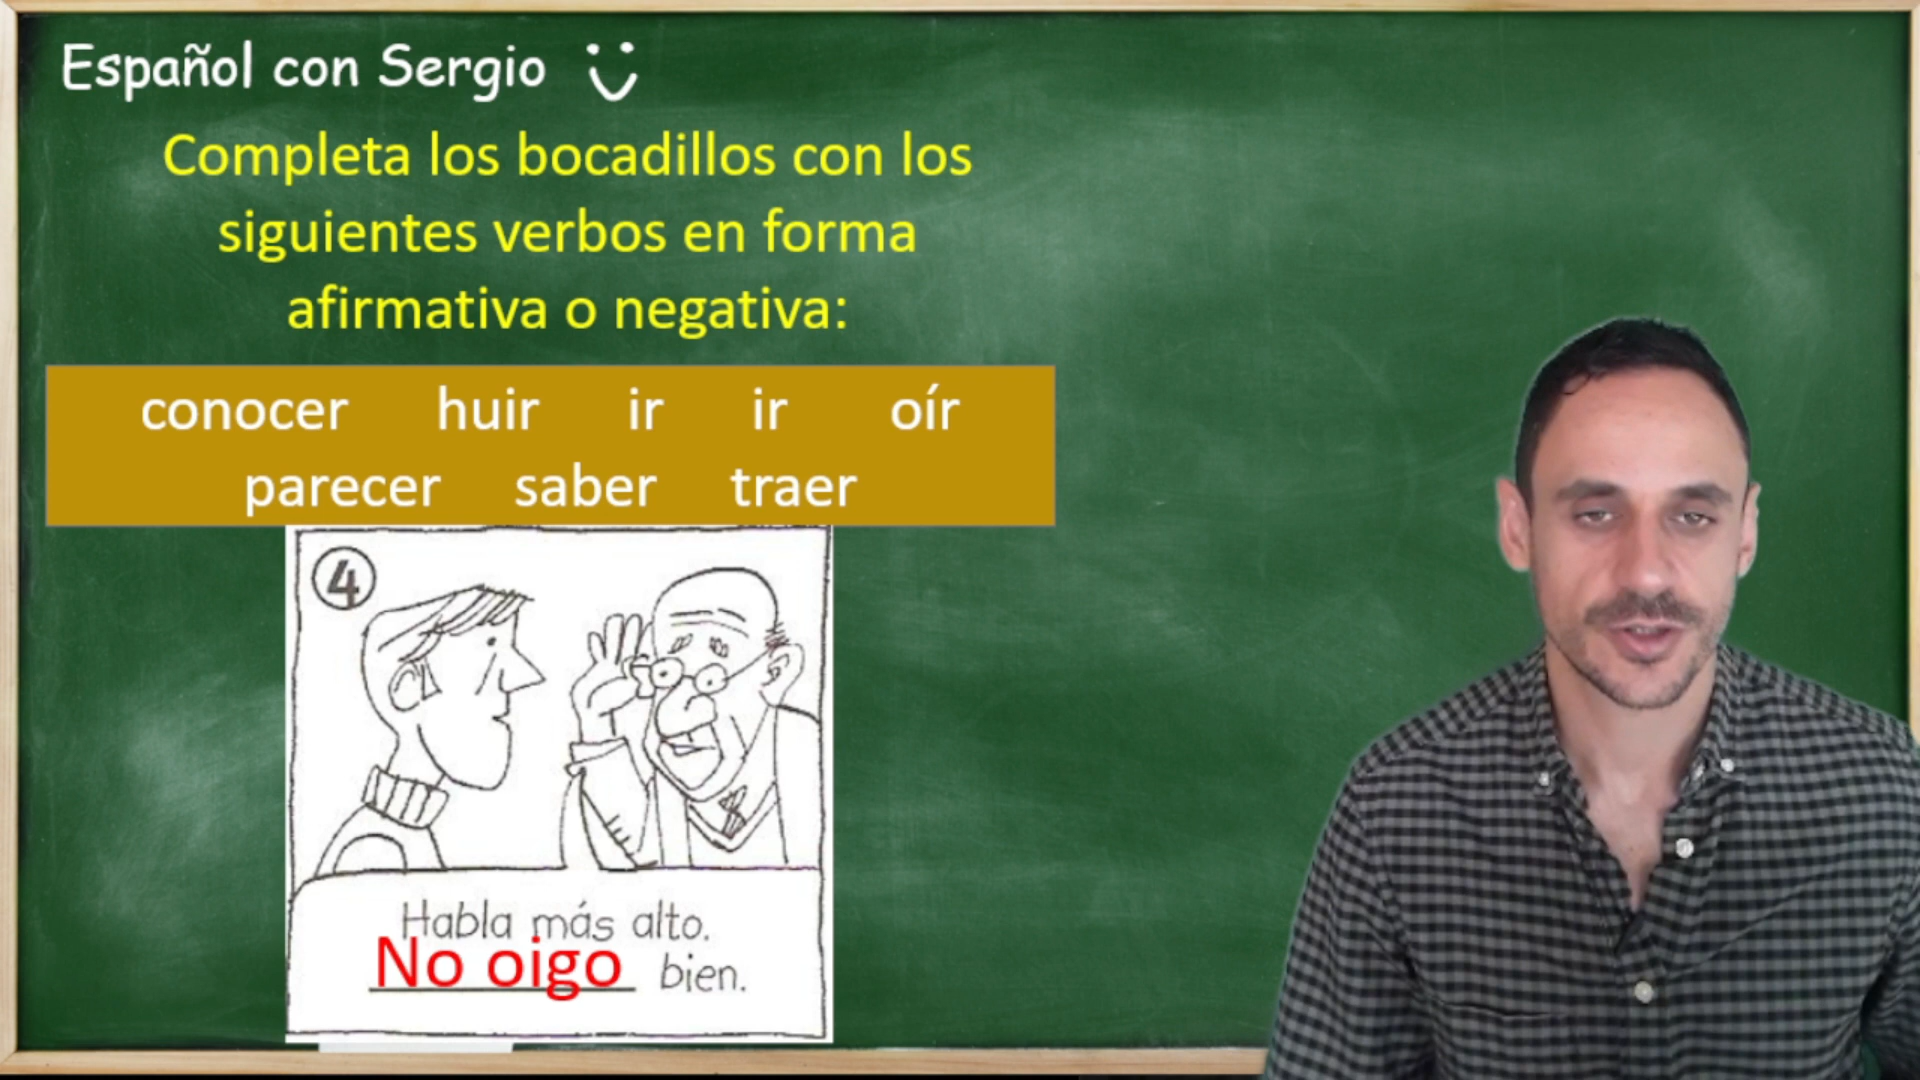 Español con Sergio
Completa los bocadillos con los
siguientes verbos en forma
afirmativa o negativa:
conocer huir ir ir oír
parecer saber traer
4
Habla más alto.
No oigo bien.